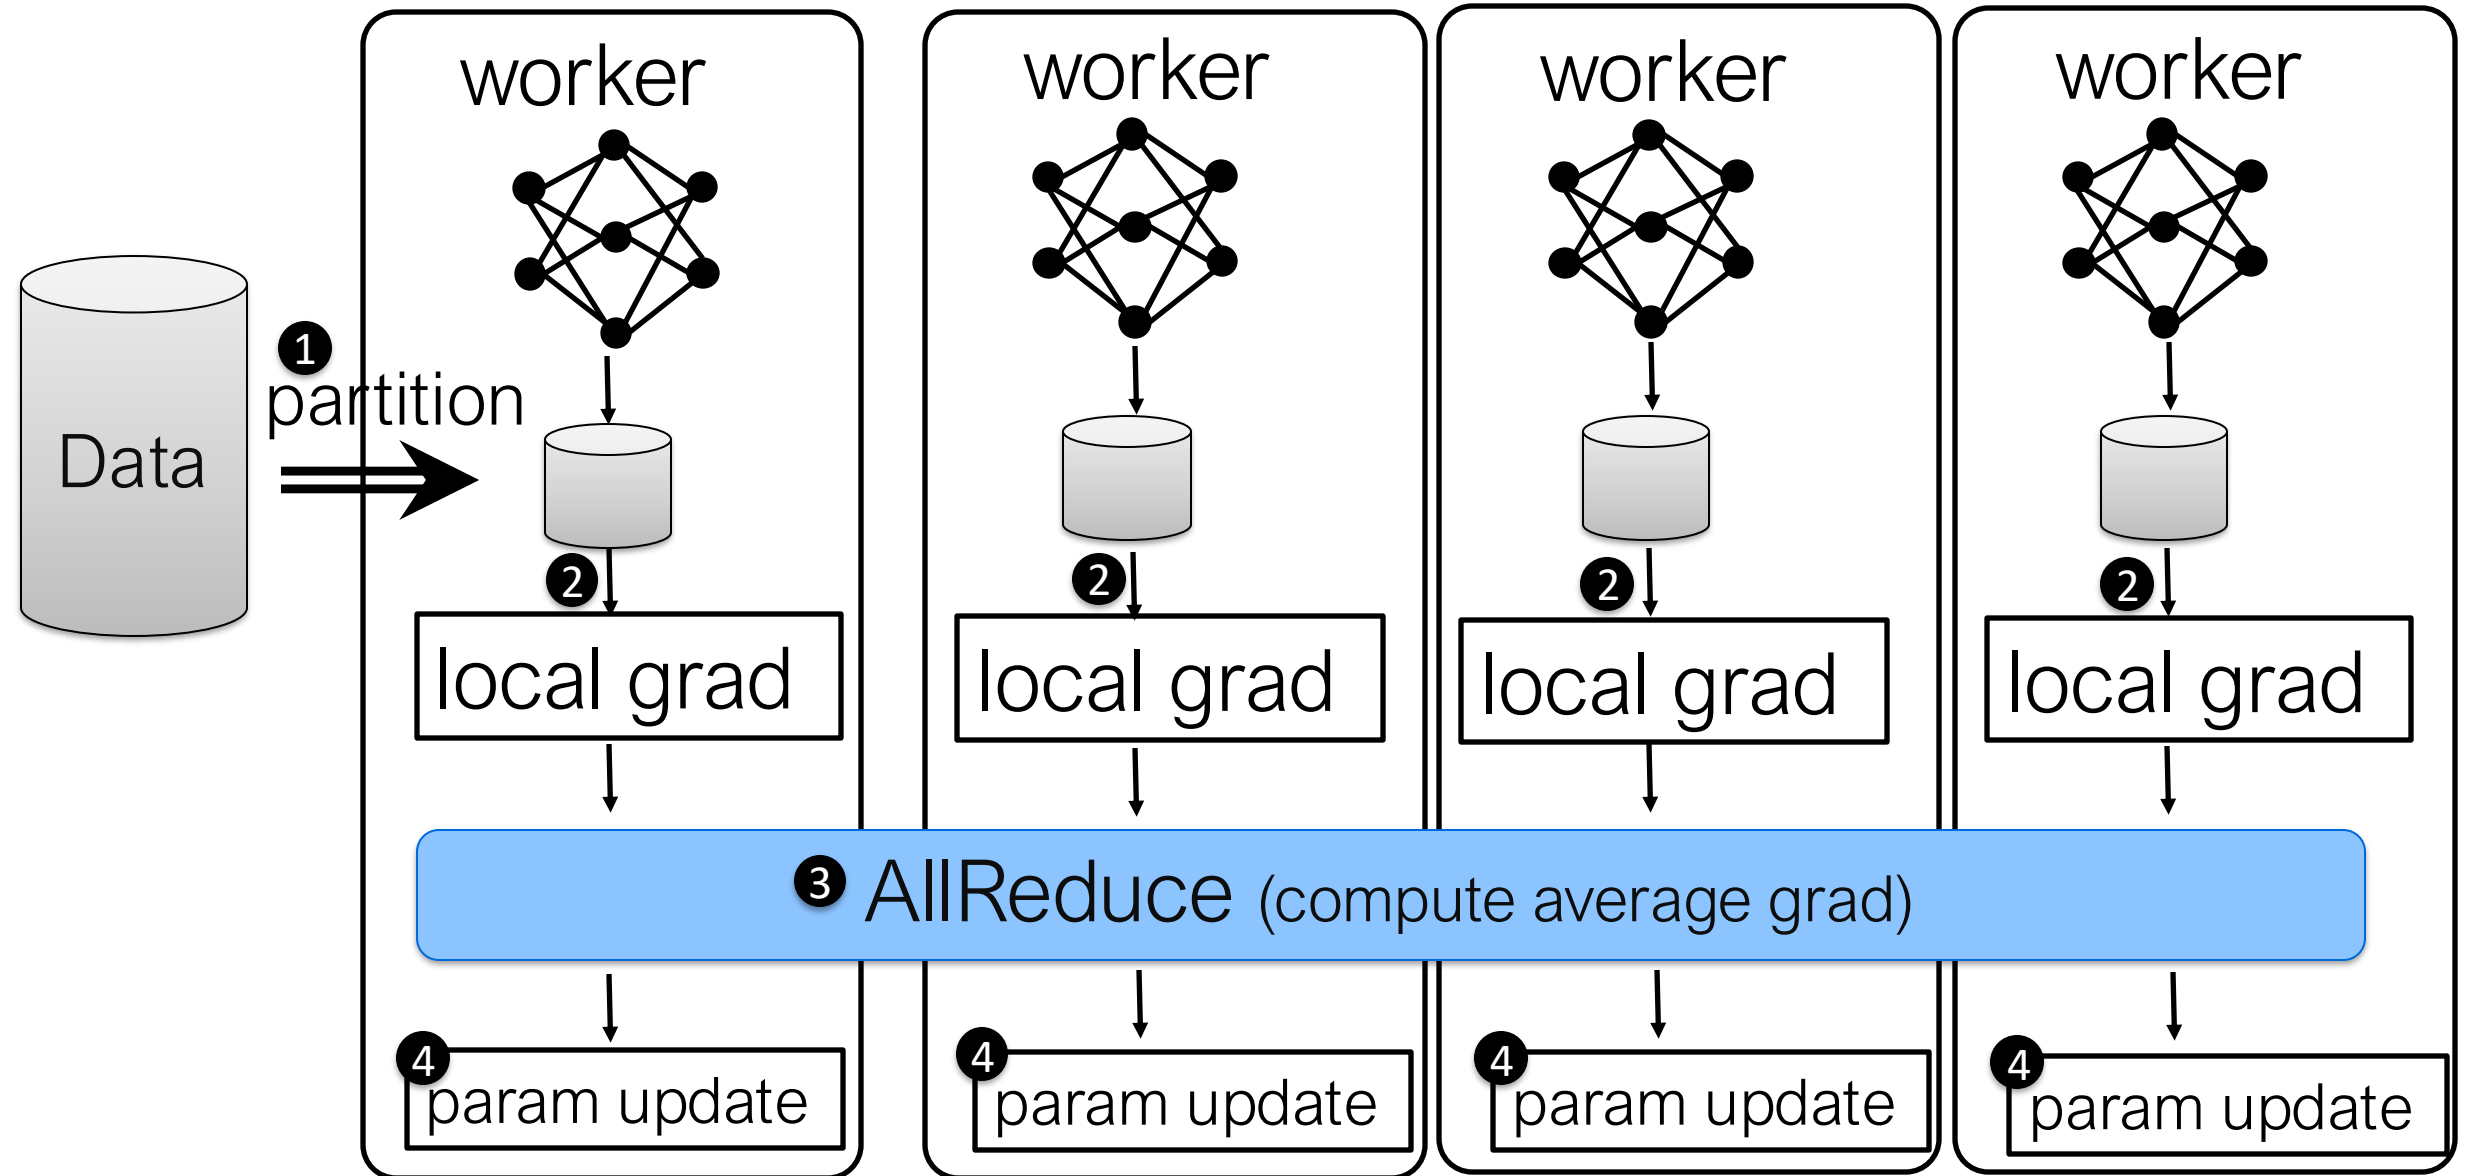 worker
worker
worker
worker
1
partition
Data
2
2
2
2
local grad
local grad
local grad
local grad
3 AllReduce (compute average grad)
4
param update
4
param update
4
param update
4
param update